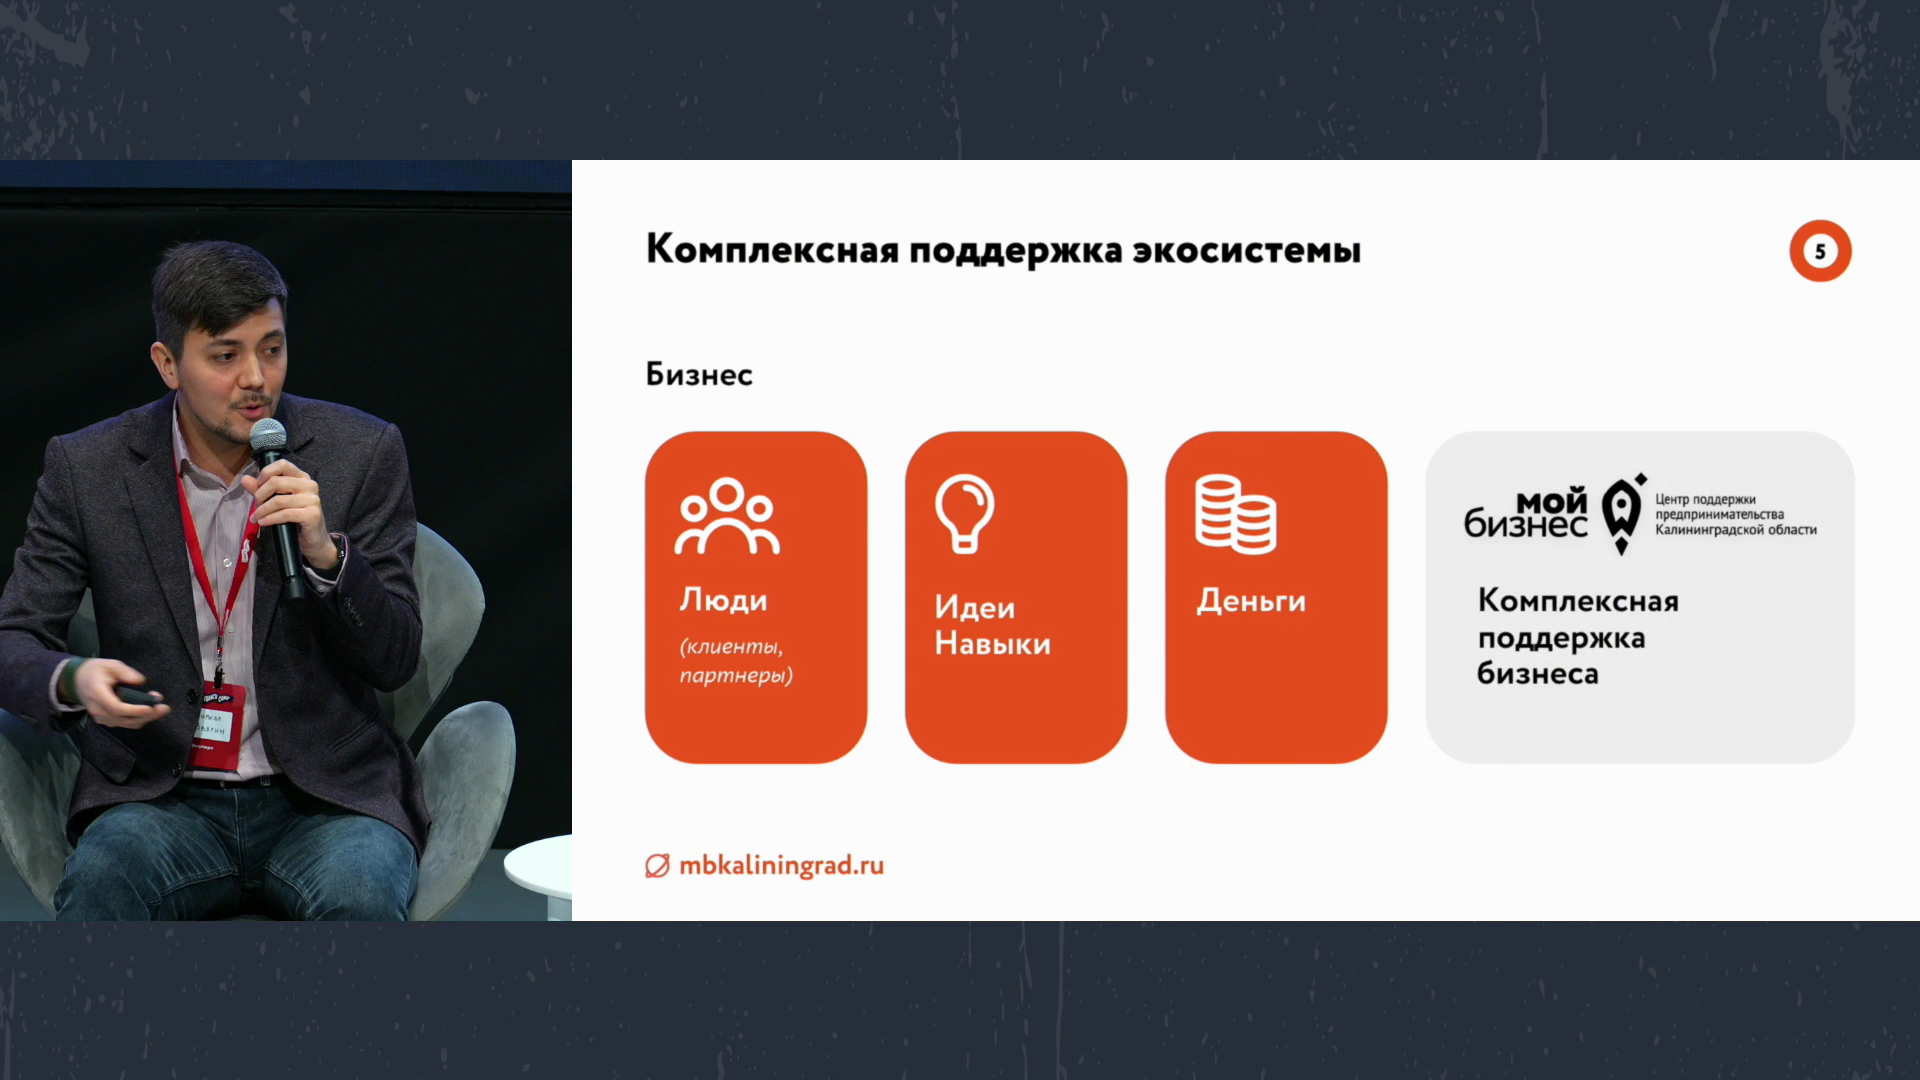 Комплексная поддержка экосистемы
5
Бизнес
Люди
(клиенты,
партнеры)
Идеи
Навыки
Деньги
мой
бизнес
Центр поддержки
предпринимательства
Калининградской области
Комплексная
поддержка
бизнеса
mbkaliningrad.ru